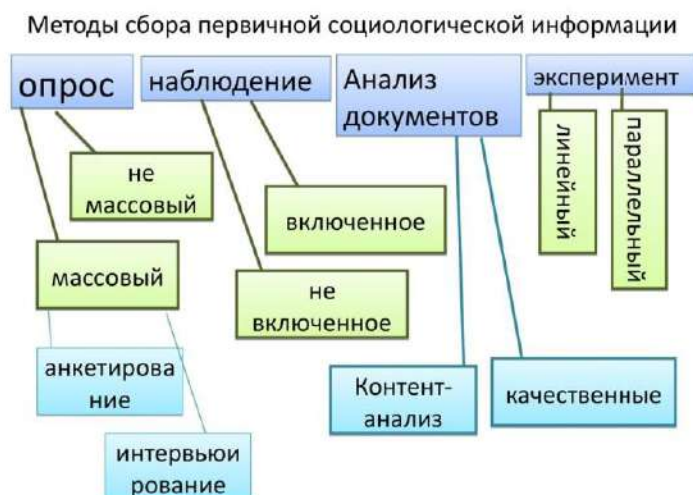 Методы сбора первичной социологической информации
опрос
наблюдение
Анализ
документов
эксперимент
линейный
параллельный
не
массовый
включенное
массовый
не
включенное
анкетирова
ние
Контент-
анализ
качественные
интервьюи
рование